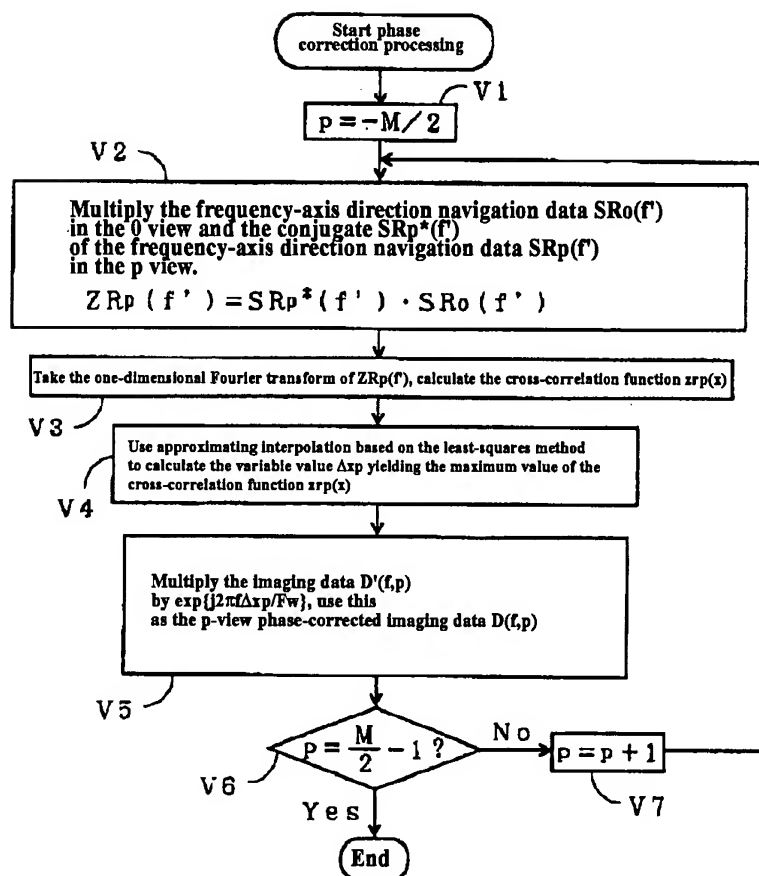 Start phase
correction processing
V1
p=-M/2
V2
Multiply the frequency-axis direction navigation data SRo(f')
in the 0 view and the conjugate SRp*(f')
of the frequency-axis direction navigation data SRp(f')
in the p view.
ZRp(f')=SRp*(f')·SRo(f')
Take the one-dimensional Fourier transform of ZRp(f'), calculate the cross-correlation function zrp(x)
V3
Use approximating interpolation based on the least-squares method
to calculate the variable value Δxp yielding the maximum value of the
cross-correlation function zrp(x)
V4
Multiply the imaging data D'(f,p)
by exp{j2πfΔxp/Fw}, use this
as the p-view phase-corrected imaging data D(f,p)
V5
P=M/2-1?
No
p=p+1
V6
V7
Yes
End